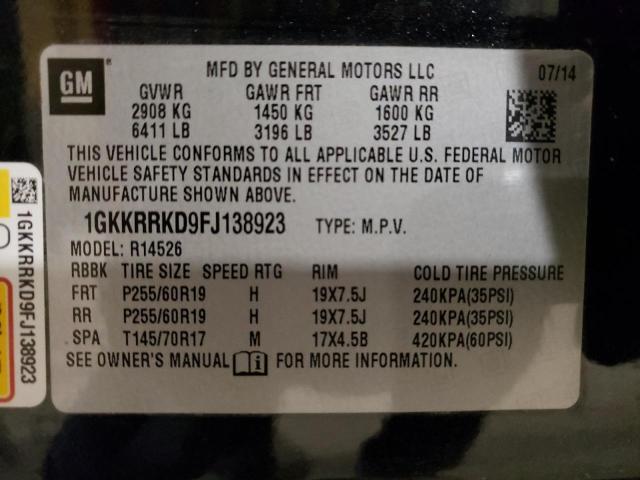 GM
MFD BY GENERAL MOTORS LLC 07/14
GVWR GAWR FRT GAWR RR
2908 KG 1450 KG 1600 KG
6411 LB 3196 LB 3527 LB
THIS VEHICLE CONFORMS TO ALL APPLICABLE U.S. FEDERAL MOTOR
VEHICLE SAFETY STANDARDS IN EFFECT ON THE DATE OF
MANUFACTURE SHOWN ABOVE.
1GKKRRKD9FJ138923 TYPE: M.P.V.
MODEL: R14526
RBBK TIRE SIZE SPEED RTG RIM COLD TIRE PRESSURE
FRT P255/60R19 H 19X7.5J 240KPA(35PSI)
RR P255/60R19 H 19X7.5J 240KPA(35PSI)
SPA T145/70R17 M 17X4.5B 420KPA(60PSI)
SEE OWNER'S MANUAL FOR MORE INFORMATION.
1GKKRRKD9FJ138923